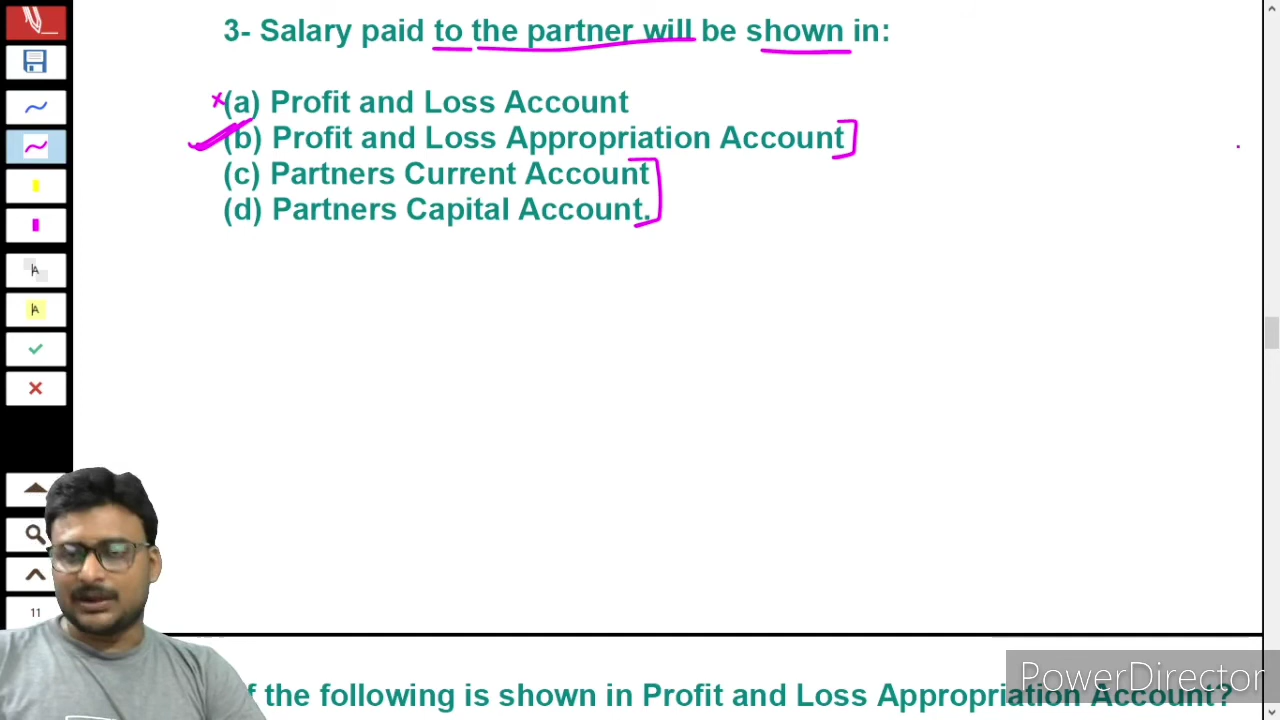 3- Salary paid to the partner will be shown in:
(a) Profit and Loss Account
(b) Profit and Loss Appropriation Account
(c) Partners Current Account
(d) Partners Capital Account.
A
A
11
PowerDirector
f the following is shown in Profit and Loss Appropriation Account?